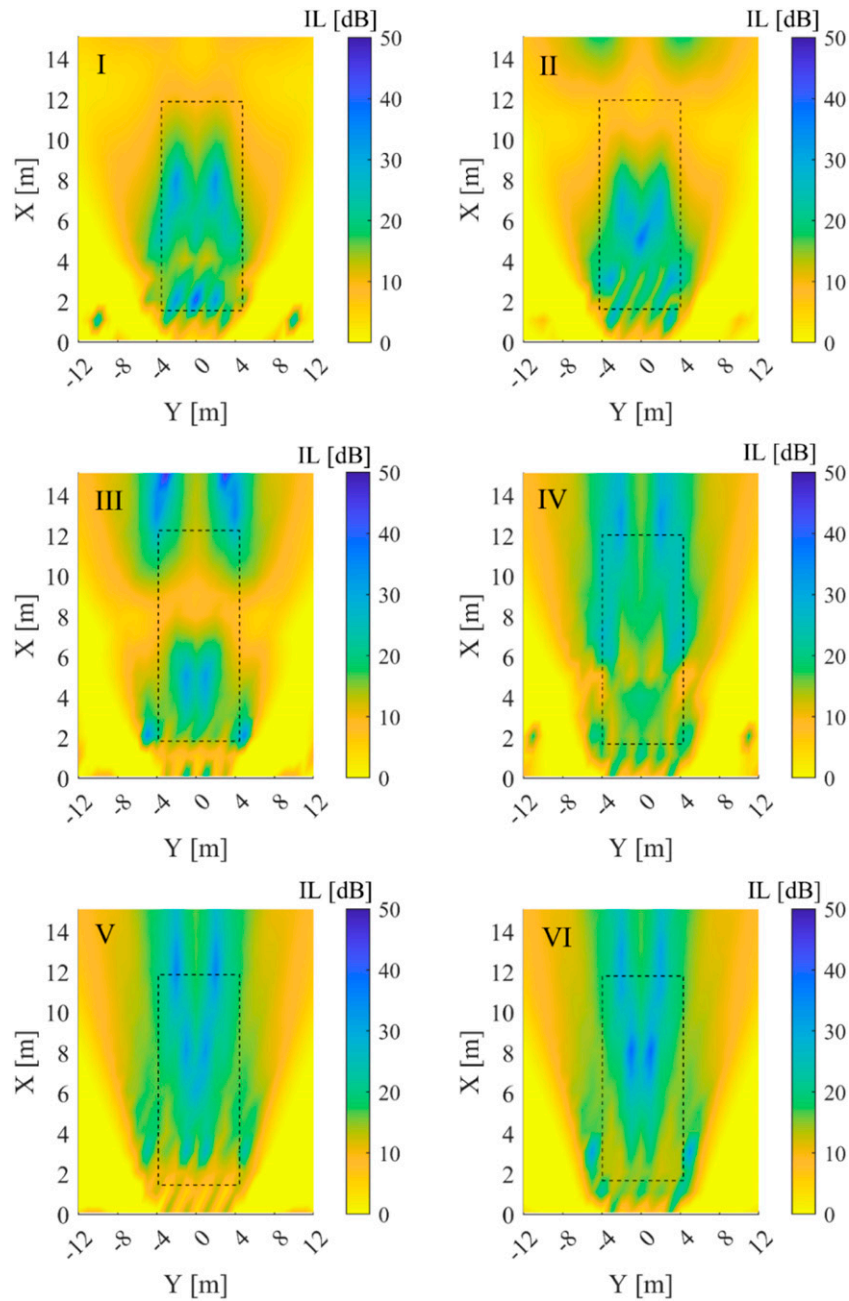 IL [dB] IL [dB]
50 50
14 I 14 II
12 40 12 40
10 10
X [m] 8 30 X [m] 8 30
6 20 6 20
4 4
2 10 2 10
0 0 0 0
-12 -8 -4 0 4 8 12 -12 -8 -4 0 4 8 12
Y [m] Y [m]
IL [dB] IL [dB]
50 50
14 III 14 IV
12 40 12 40
10 10
X [m] 8 30 X [m] 8 30
6 20 6 20
4 4
2 10 2 10
0 0 0 0
-12 -8 -4 0 4 8 12 -12 -8 -4 0 4 8 12
Y [m] Y [m]
IL [dB] IL [dB]
50 50
14 V 14 VI
12 40 12 40
10 10
X [m] 8 30 X [m] 8 30
6 20 6 20
4 4
2 10 2 10
0 0 0 0
-12 -8 -4 0 4 8 12 -12 -8 -4 0 4 8 12
Y [m] Y [m]